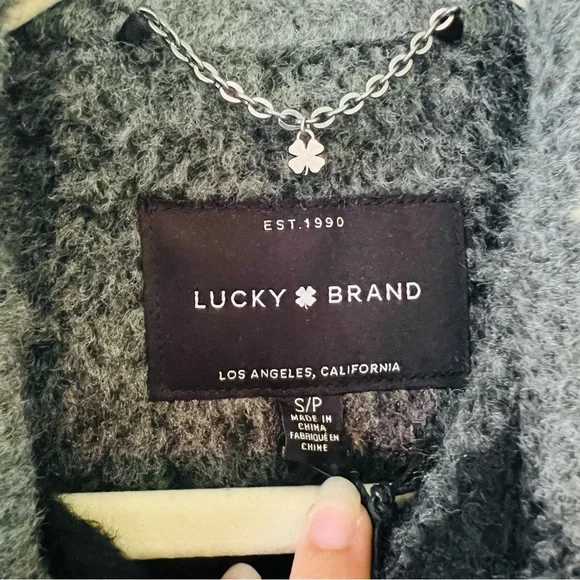 EST.1990
LUCKY BRAND
LOS ANGELES, CALIFORNIA
S/P
MADE IN
CHINA
FABRIQUÉ EN
CHINE